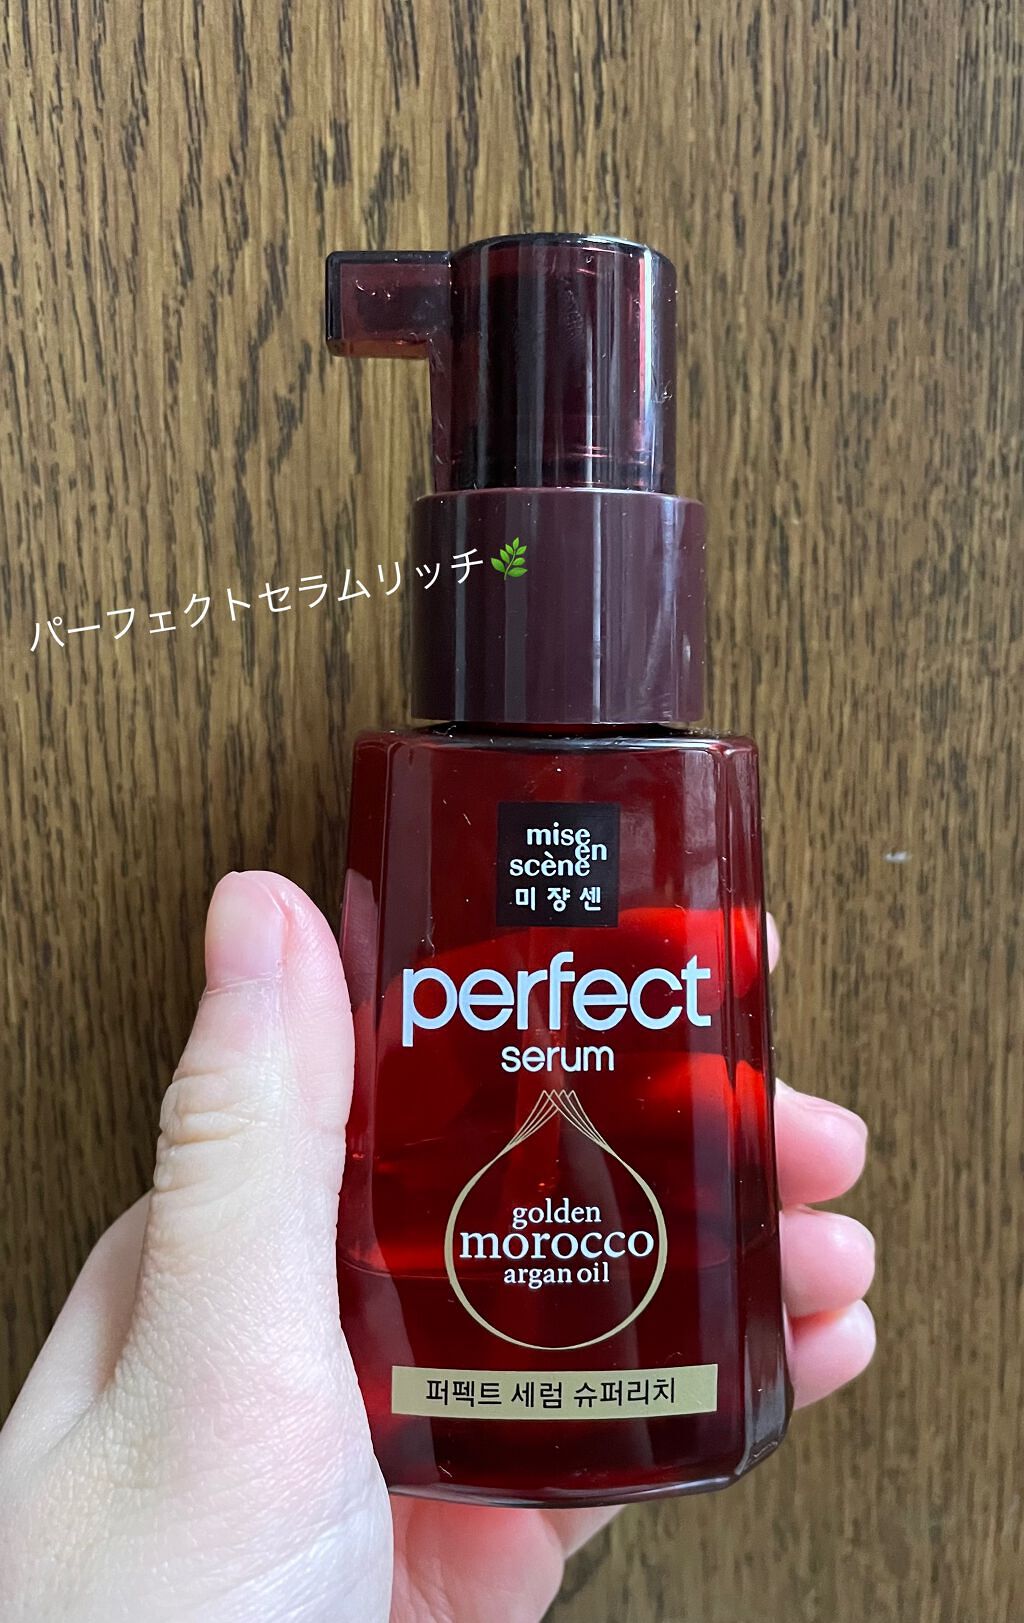 パーフェクトセラムリッチ🌿
mise
en
scène
미쟝센
perfect
serum
golden
morocco
argan oil
퍼펙트 세럼 슈퍼리치